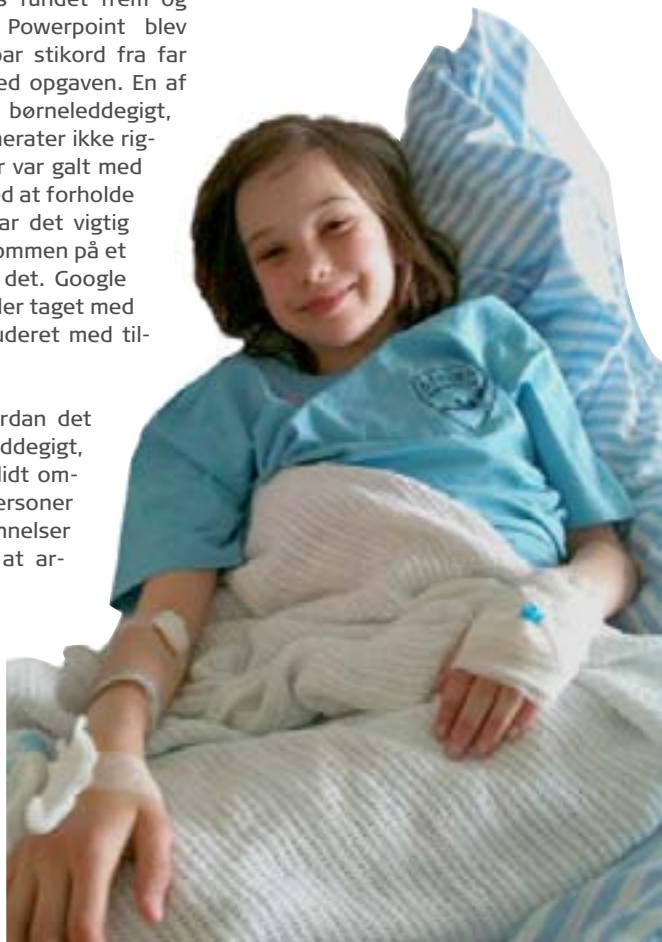 fundet frem og
Powerpoint blev
par stikord fra far
ed opgaven. En af
børneleddegigt,
nerater ikke rig-
r var galt med
ed at forholde
ar det vigtig
ommen på et
det. Google
ler taget med
uderet med til-
rdan det
ddegigt,
lidt om-
ersoner
nnelser
at ar-